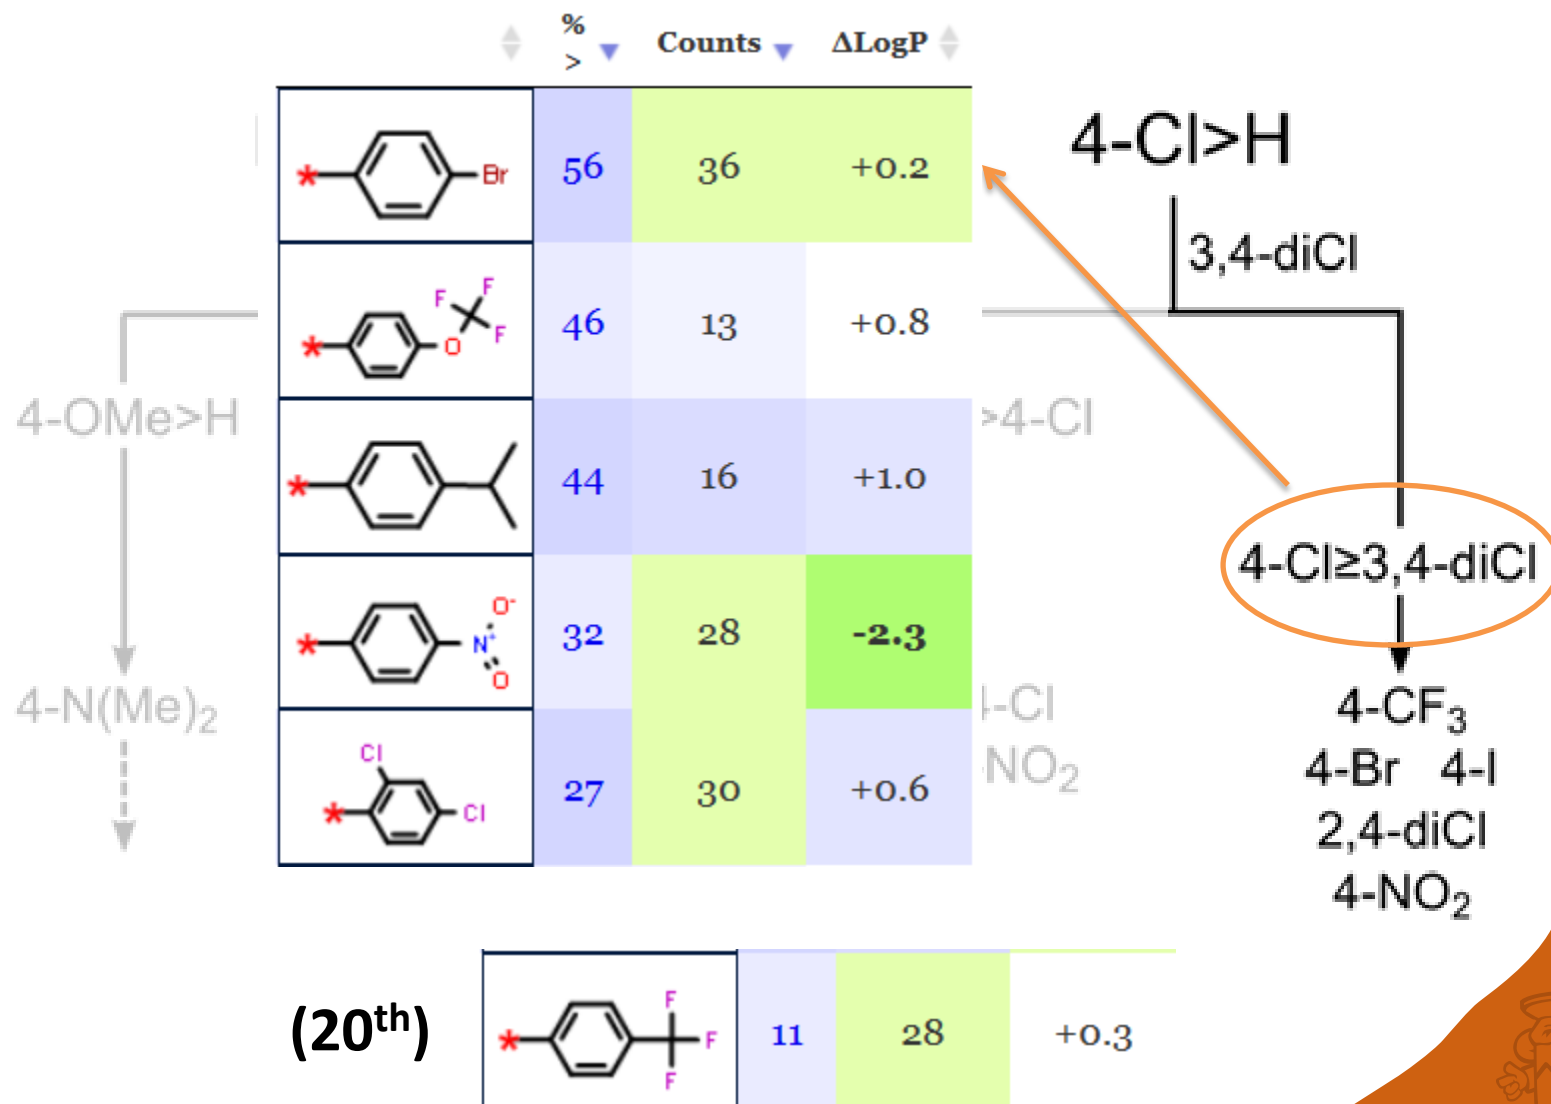 %
> Counts ΔLogP
Br 56 36 +0.2
F F F O 46 13 +0.8
44 16 +1.0
O⁻ N⁺ O 32 28 -2.3
Cl Cl 27 30 +0.6
4-Cl>H
3,4-diCl
4-OMe>H
>4-Cl
4-Cl≥3,4-diCl
4-N(Me)₂
-Cl
NO₂
4-CF₃
4-Br 4-I
2,4-diCl
4-NO₂
(20th) F F F 11 28 +0.3